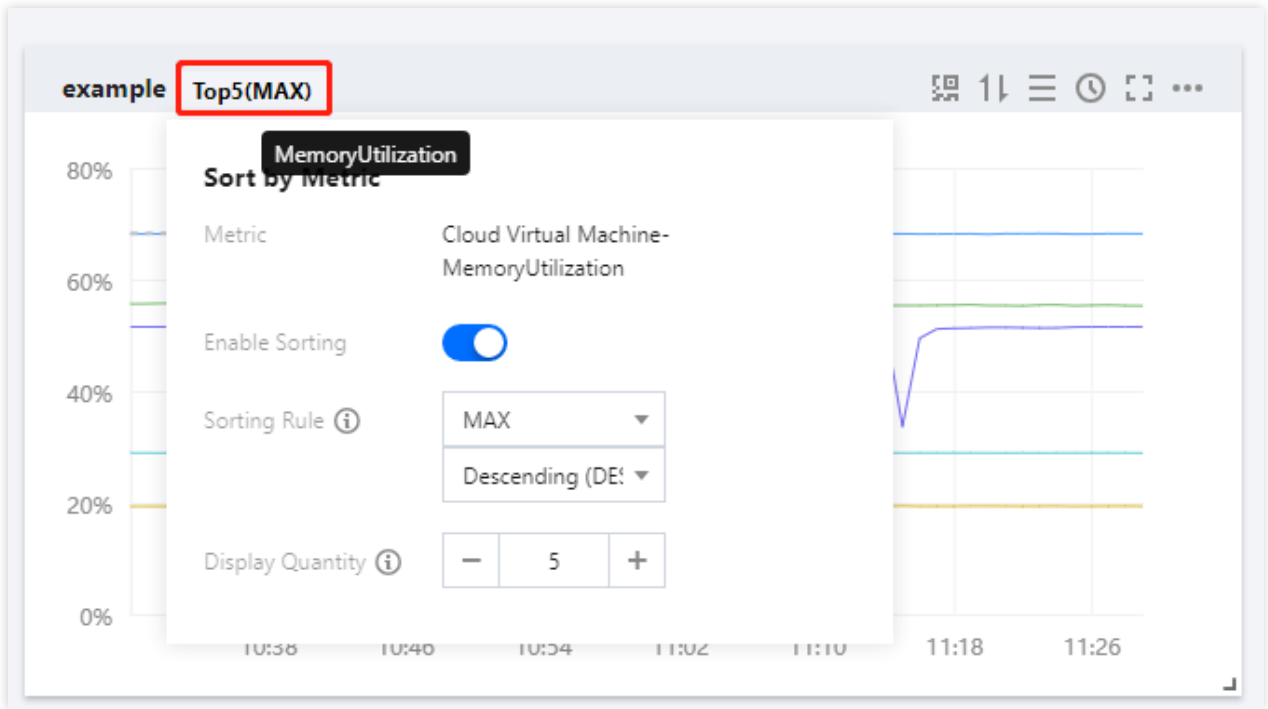 example Top5(MAX)
MemoryUtilization
Sort by Metric
Metric
Cloud Virtual Machine-
MemoryUtilization
Enable Sorting
Sorting Rule
MAX
Descending (DES
Display Quantity
5
80%
60%
40%
20%
0%
10:38 10:46 10:54 11:02 11:10 11:18 11:26